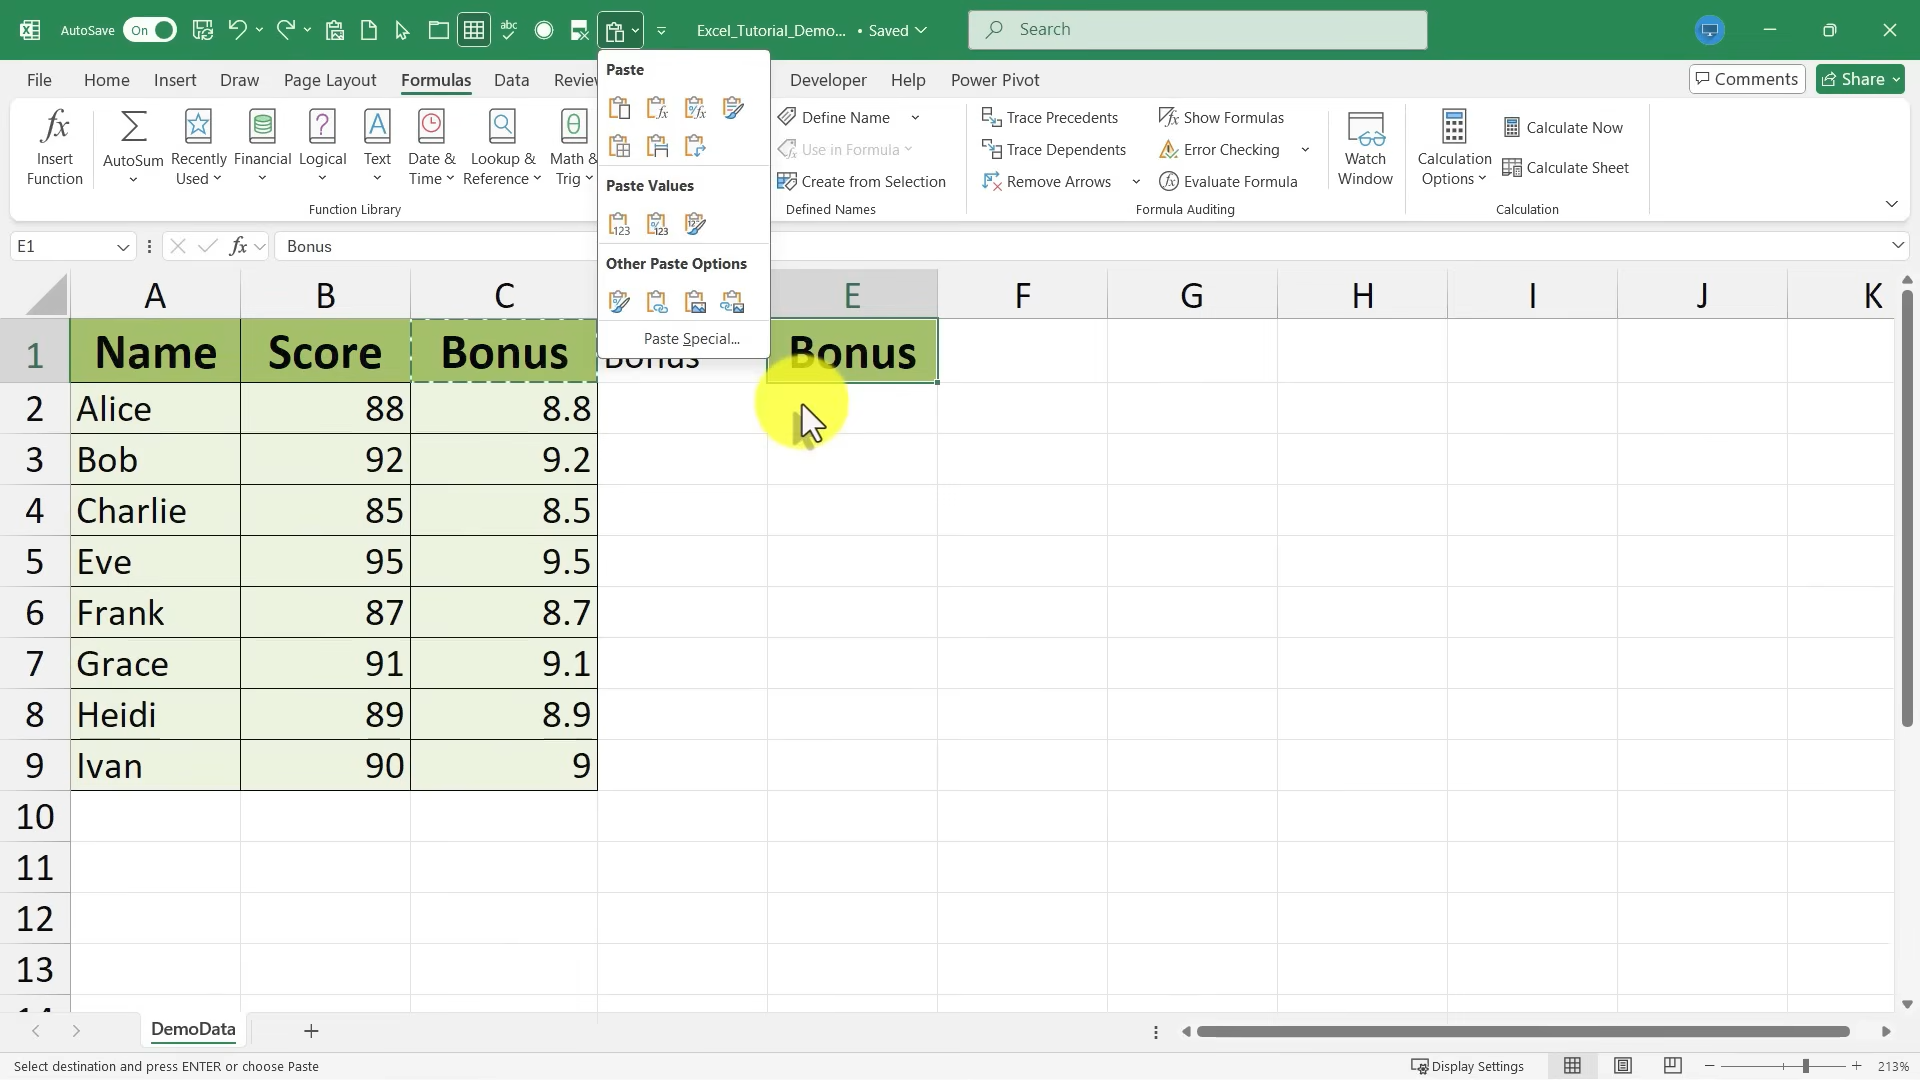 AutoSave On Excel_Tutorial_Demo... • Saved Search
File Home Insert Draw Page Layout Formulas Data Review Developer Help Power Pivot Comments Share
Insert Function
AutoSum
Recently Used
Financial
Logical
Text
Date & Time
Lookup & Reference
Math & Trig
Function Library
Define Name
Use in Formula
Create from Selection
Defined Names
Trace Precedents
Trace Dependents
Remove Arrows
Show Formulas
Error Checking
Evaluate Formula
Formula Auditing
Watch Window
Calculation Options
Calculate Now
Calculate Sheet
Calculation
Paste
Paste Values
Other Paste Options
Paste Special...
E1 fx Bonus
A B C E F G H I J K
1 Name Score Bonus Bonus Bonus
2 Alice 88 8.8
3 Bob 92 9.2
4 Charlie 85 8.5
5 Eve 95 9.5
6 Frank 87 8.7
7 Grace 91 9.1
8 Heidi 89 8.9
9 Ivan 90 9
10
11
12
13
14
DemoData
Select destination and press ENTER or choose Paste Display Settings 213%